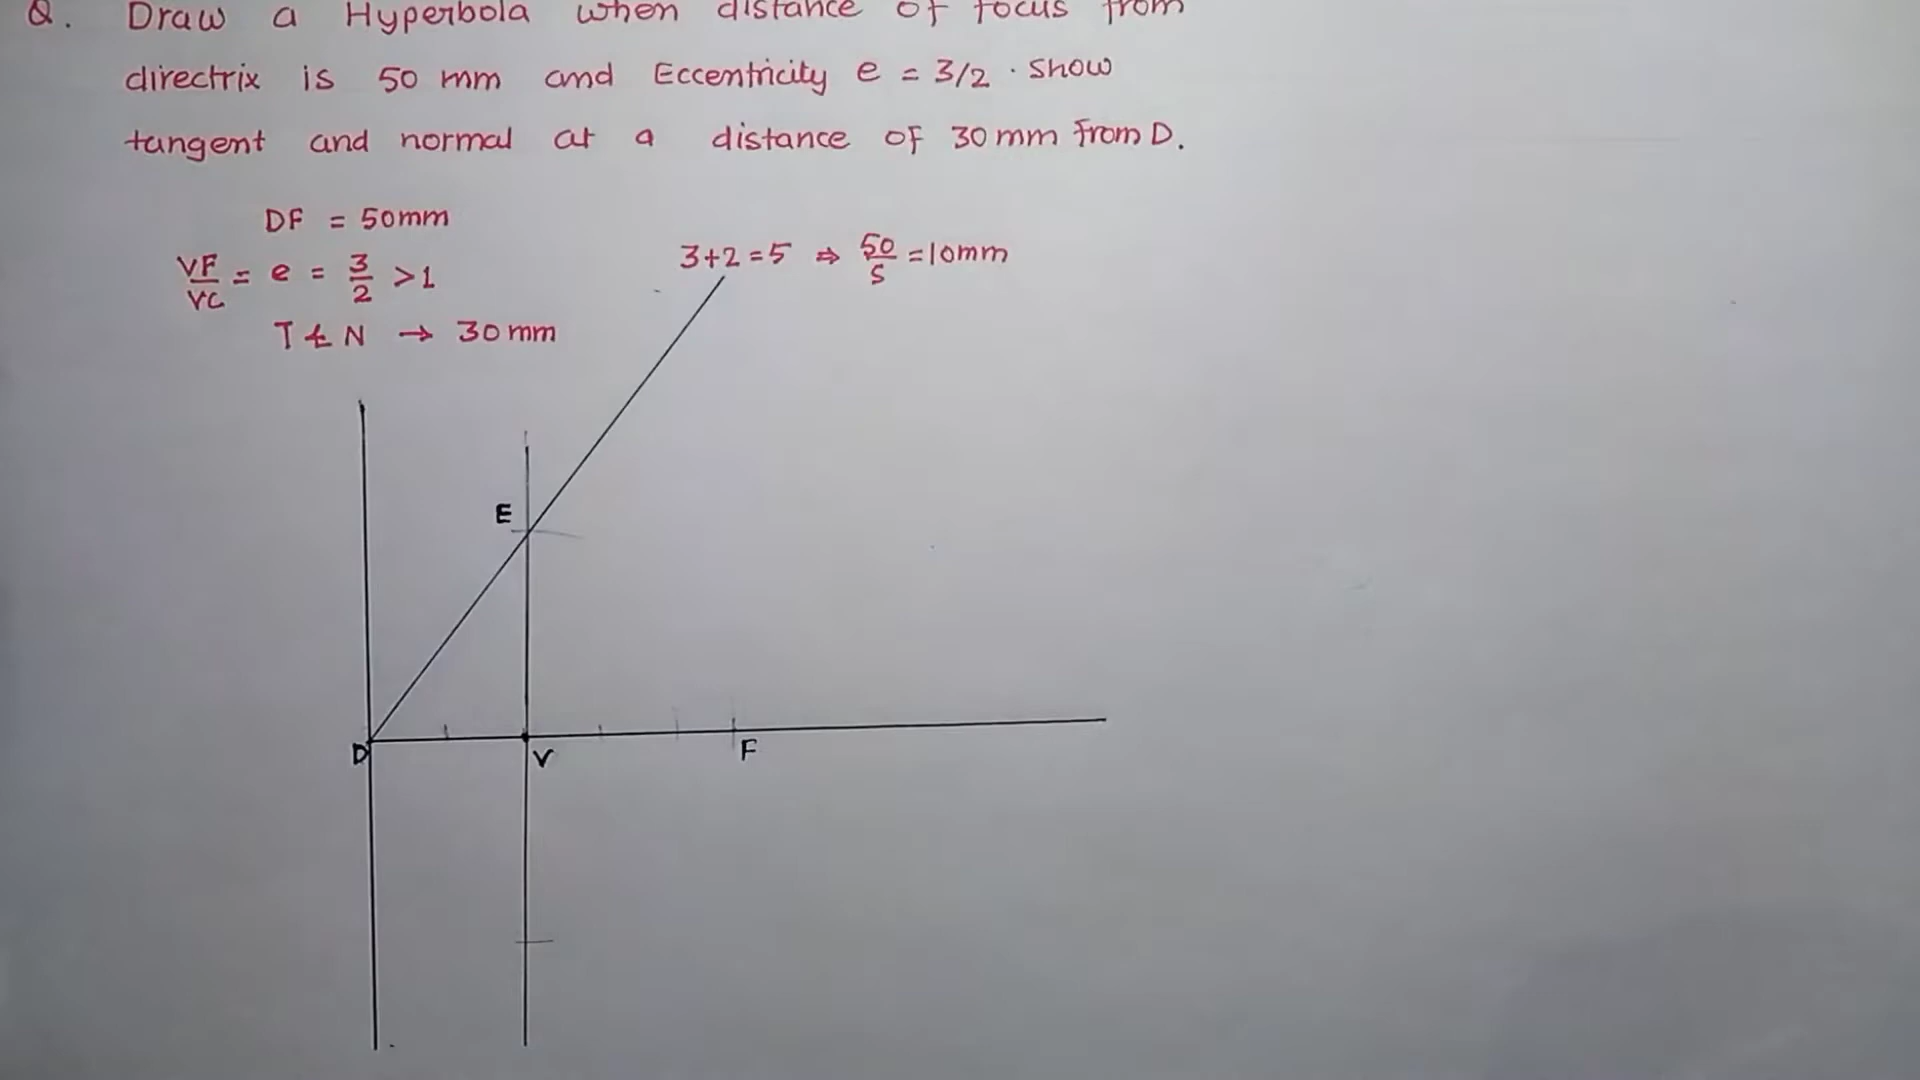 Q. Draw a Hyperbola when distance of focus from
directrix is 50 mm and Eccentricity e = 3/2 . show
tangent and normal at a distance of 30 mm from D.
DF = 50mm
VF/VC = e = 3/2 > 1
T & N → 30 mm
3+2=5 ⇒ 50/5 = 10mm
E
D
V
F